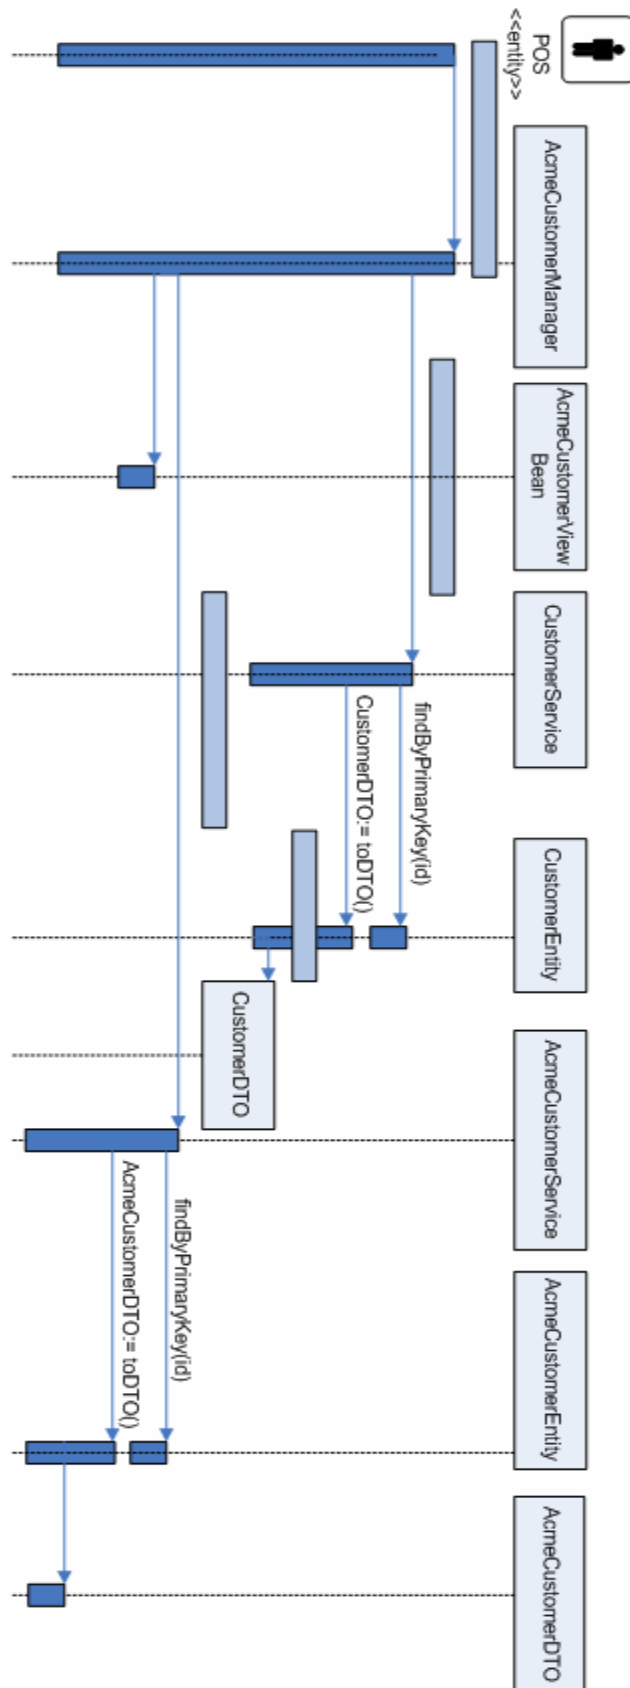 POS
<<entity>>
AcmeCustomerManager
AcmeCustomerView
Bean
CustomerService
CustomerEntity
AcmeCustomerService
AcmeCustomerEntity
AcmeCustomerDTO
findByPrimaryKey(id)
CustomerDTO:= toDTO()
CustomerDTO
findByPrimaryKey(id)
AcmeCustomerDTO:= toDTO()